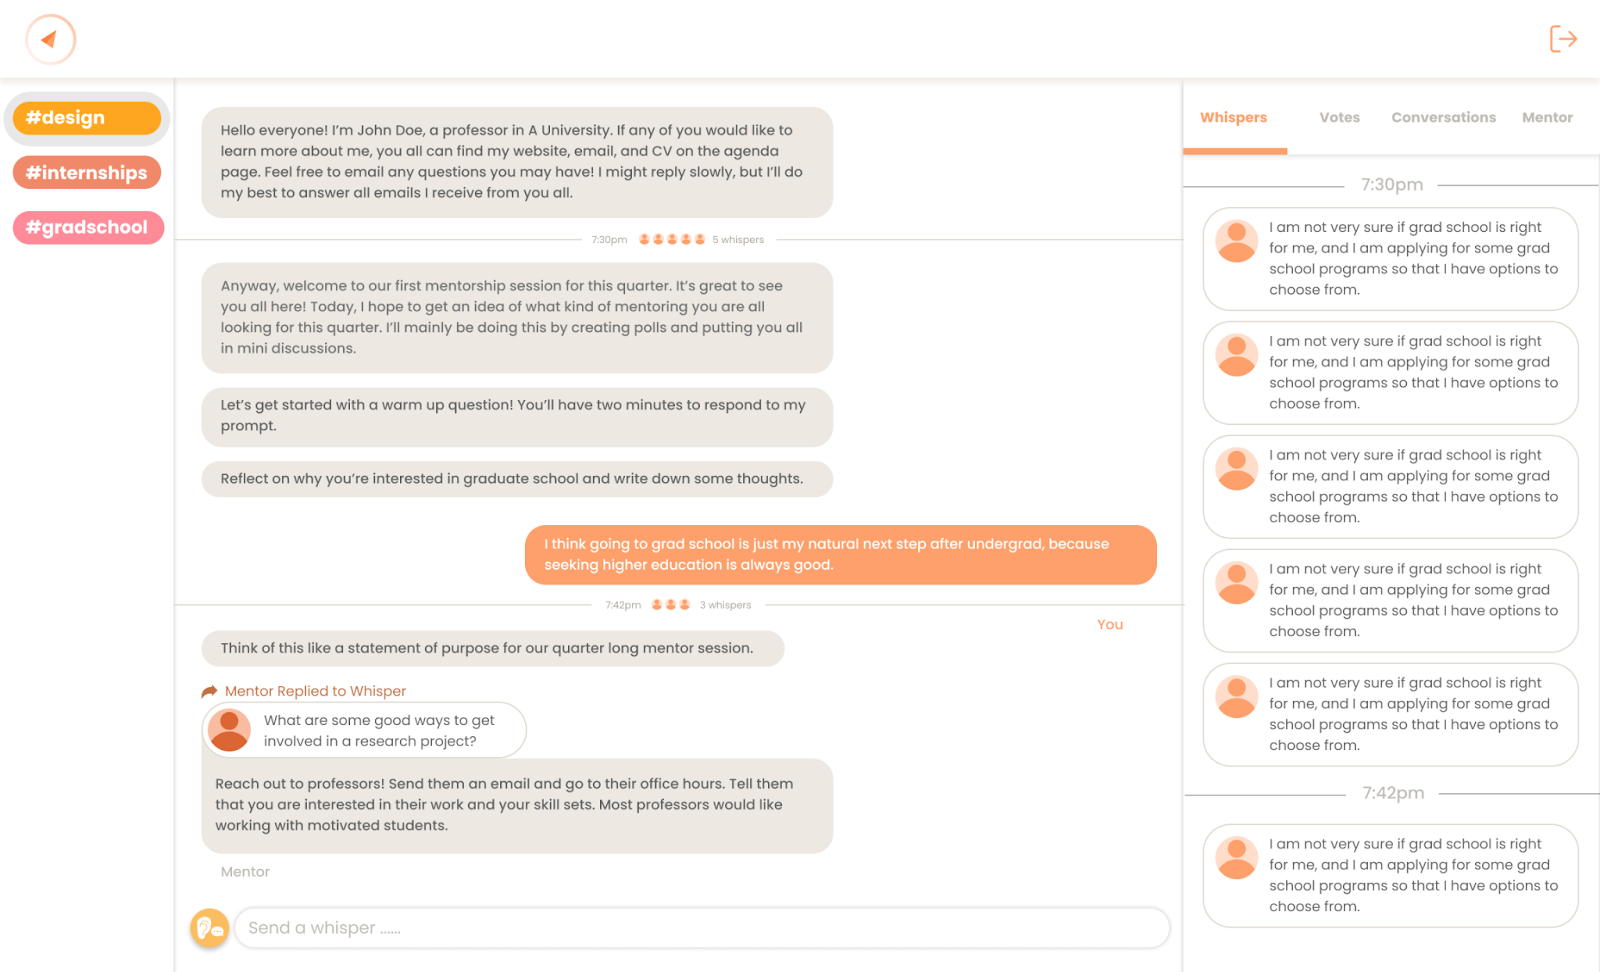 #design
#internships
#gradschool
Hello everyone! I'm John Doe, a professor in A University. If any of you would like to
learn more about me, you all can find my website, email, and CV on the agenda
page. Feel free to email any questions you may have! I might reply slowly, but I'll do
my best to answer all emails I receive from you all.
7:30pm 5 whispers
Anyway, welcome to our first mentorship session for this quarter. It's great to see
you all here! Today, I hope to get an idea of what kind of mentoring you are all
looking for this quarter. I'll mainly be doing this by creating polls and putting you all
in mini discussions.
Let's get started with a warm up question! You'll have two minutes to respond to my
prompt.
Reflect on why you're interested in graduate school and write down some thoughts.
I think going to grad school is just my natural next step after undergrad, because
seeking higher education is always good.
7:42pm 3 whispers
You
Think of this like a statement of purpose for our quarter long mentor session.
Mentor Replied to Whisper
What are some good ways to get
involved in a research project?
Reach out to professors! Send them an email and go to their office hours. Tell them
that you are interested in their work and your skill sets. Most professors would like
working with motivated students.
Mentor
Send a whisper ......
Whispers Votes Conversations Mentor
7:30pm
I am not very sure if grad school is right
for me, and I am applying for some grad
school programs so that I have options to
choose from.
I am not very sure if grad school is right
for me, and I am applying for some grad
school programs so that I have options to
choose from.
I am not very sure if grad school is right
for me, and I am applying for some grad
school programs so that I have options to
choose from.
I am not very sure if grad school is right
for me, and I am applying for some grad
school programs so that I have options to
choose from.
I am not very sure if grad school is right
for me, and I am applying for some grad
school programs so that I have options to
choose from.
7:42pm
I am not very sure if grad school is right
for me, and I am applying for some grad
school programs so that I have options to
choose from.